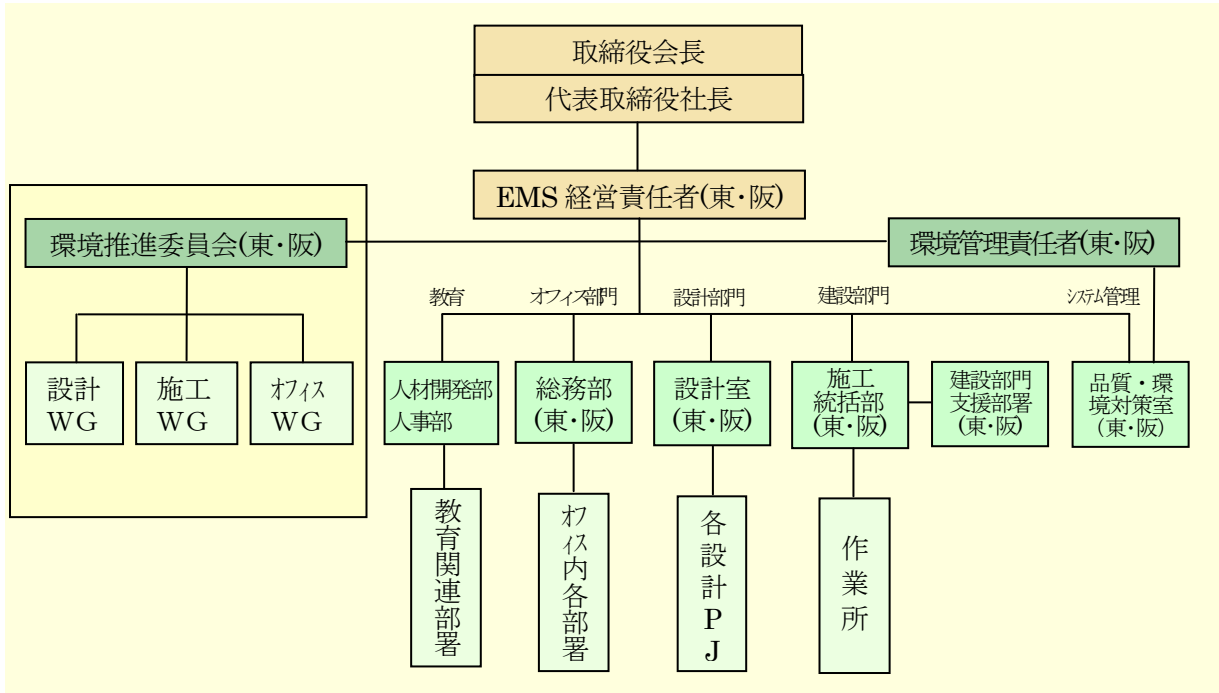 取締役会長
代表取締役社長
EMS 経営責任者(東・阪)
環境推進委員会(東・阪)
環境管理責任者(東・阪)
教育
オフィス部門
設計部門
建設部門
システム管理
設計
WG
施工
WG
オフィス
WG
人材開発部
人事部
総務部
(東・阪)
設計室
(東・阪)
施工
統括部
(東・阪)
建設部門
支援部署
(東・阪)
品質・環
境対策室
(東・阪)
教育関連部署
オフィス内各部署
各設計PJ
作業所